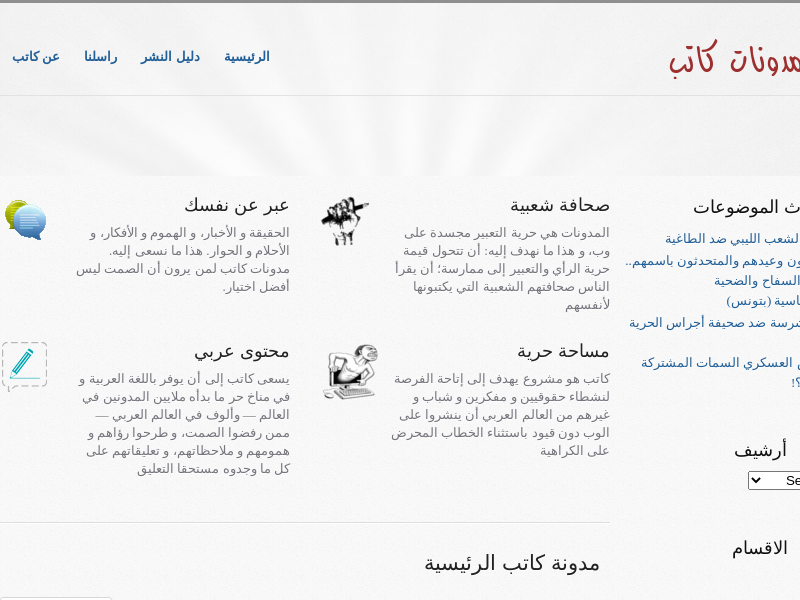 مدونات كاتب
الرئيسية
دليل النشر
راسلنا
عن كاتب
الموضوعات
الشعب الليبي ضد الطاغية
وعيدهم والمتحدثون باسمهم..
السفاح والضحية
(بتونس)
شرسة ضد صحيفة أجراس الحرية
العسكري السمات المشتركة
؟!
أرشيف
الاقسام
صحافة شعبية
المدونات هي حرية التعبير مجسدة على
وب، و هذا ما نهدف إليه: أن تتحول قيمة
حرية الرأي والتعبير إلى ممارسة؛ أن يقرأ
الناس صحافتهم الشعبية التي يكتبونها
لأنفسهم
عبر عن نفسك
الحقيقة و الأخبار، و الهموم و الأفكار، و
الأحلام و الحوار. هذا ما نسعى إليه.
مدونات كاتب لمن يرون أن الصمت ليس
أفضل اختيار.
مساحة حرية
كاتب هو مشروع يهدف إلى إتاحة الفرصة
لنشطاء حقوقيين و مفكرين و شباب و
غيرهم من العالم العربي أن ينشروا على
الوب دون قيود باستثناء الخطاب المحرض
على الكراهية
محتوى عربي
يسعى كاتب إلى أن يوفر باللغة العربية و
في مناخ حر ما بدأه ملايين المدونين في
العالم — وألوف في العالم العربي —
ممن رفضوا الصمت، و طرحوا رؤاهم و
همومهم و ملاحظاتهم، و تعليقاتهم على
كل ما وجدوه مستحقا التعليق
مدونة كاتب الرئيسية